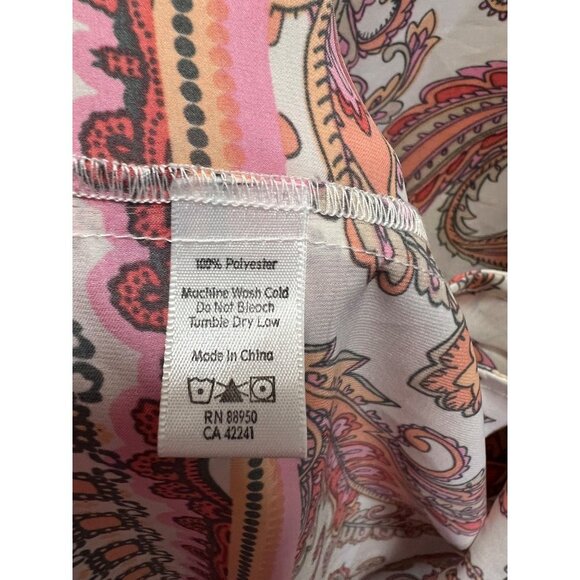 100% Polyester
Machine Wash Cold
Do Not Bleach
Tumble Dry Low
Made in China
RN 88950
CA 42241